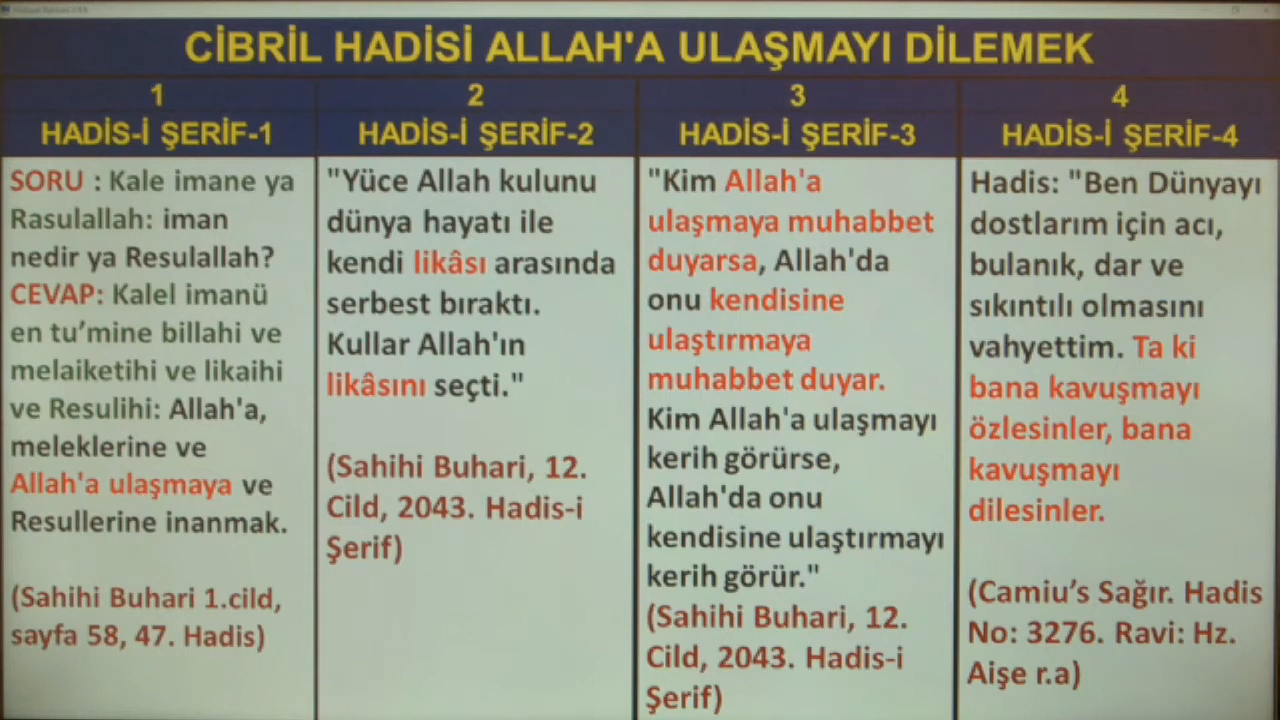 CİBRİL HADİSİ ALLAH'A ULAŞMAYI DİLEMEK
1
HADİS-İ ŞERİF-1
SORU : Kale imane ya
Rasulallah: iman
nedir ya Resulallah?
CEVAP: Kalel imanü
en tu’mine billahi ve
melaiketihi ve likaihi
ve Resulihi: Allah'a,
meleklerine ve
Allah'a ulaşmaya ve
Resullerine inanmak.
(Sahihi Buhari 1.cild,
sayfa 58, 47. Hadis)
2
HADİS-İ ŞERİF-2
"Yüce Allah kulunu
dünya hayatı ile
kendi likâsı arasında
serbest bıraktı.
Kullar Allah'ın
likâsını seçti."
(Sahihi Buhari, 12.
Cild, 2043. Hadis-i
Şerif)
3
HADİS-İ ŞERİF-3
"Kim Allah'a
ulaşmaya muhabbet
duyarsa, Allah'da
onu kendisine
ulaştırmaya
muhabbet duyar.
Kim Allah'a ulaşmayı
kerih görürse,
Allah'da onu
kendisine ulaştırmayı
kerih görür."
(Sahihi Buhari, 12.
Cild, 2043. Hadis-i
Şerif)
4
HADİS-İ ŞERİF-4
Hadis: "Ben Dünyayı
dostlarım için acı,
bulanık, dar ve
sıkıntılı olmasını
vahyettim. Ta ki
bana kavuşmayı
özlesinler, bana
kavuşmayı
dilesinler.
(Camiu’s Sağır. Hadis
No: 3276. Ravi: Hz.
Aişe r.a)